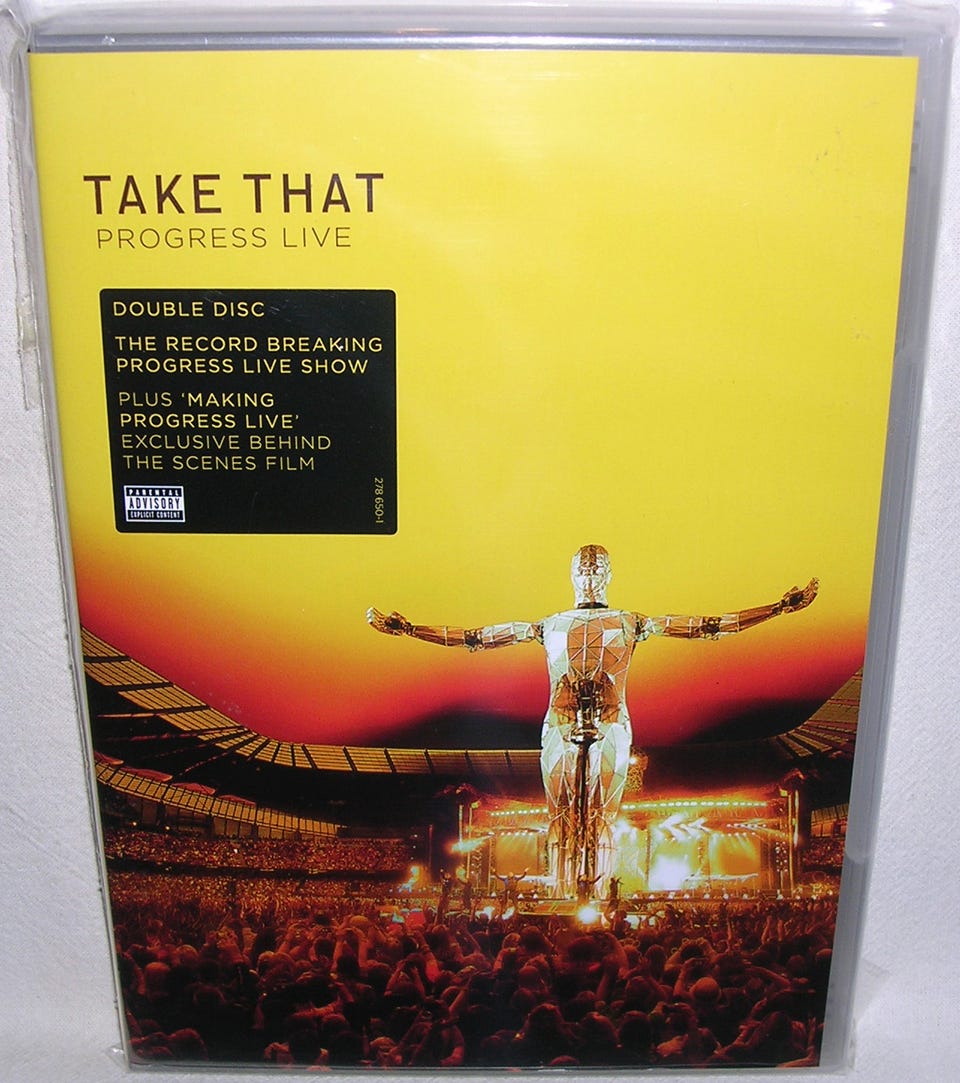 TAKE THAT
PROGRESS LIVE
DOUBLE DISC
THE RECORD BREAKING
PROGRESS LIVE SHOW
PLUS ‘MAKING
PROGRESS LIVE’
EXCLUSIVE BEHIND
THE SCENES FILM
PARENTAL
ADVISORY
EXPLICIT CONTENT
278 650-1